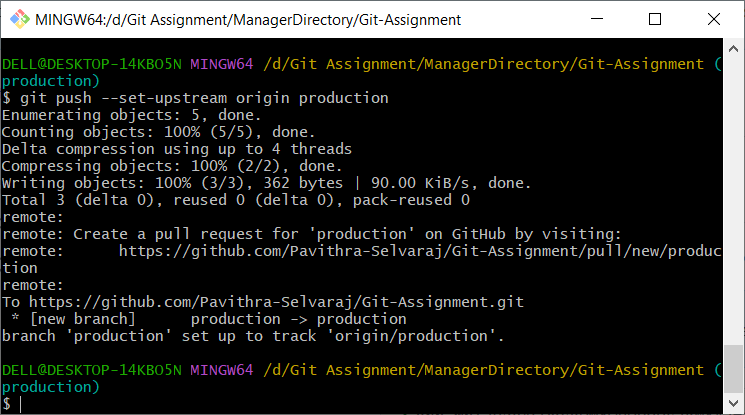 MINGW64:/d/Git Assignment/ManagerDirectory/Git-Assignment
DELL@DESKTOP-14KBO5N MINGW64 /d/Git Assignment/ManagerDirectory/Git-Assignment (
production)
$ git push --set-upstream origin production
Enumerating objects: 5, done.
Counting objects: 100% (5/5), done.
Delta compression using up to 4 threads
Compressing objects: 100% (2/2), done.
Writing objects: 100% (3/3), 362 bytes | 90.00 KiB/s, done.
Total 3 (delta 0), reused 0 (delta 0), pack-reused 0
remote:
remote: Create a pull request for 'production' on GitHub by visiting:
remote:      https://github.com/Pavithra-Selvaraj/Git-Assignment/pull/new/produc
tion
remote:
To https://github.com/Pavithra-Selvaraj/Git-Assignment.git
 * [new branch]      production -> production
branch 'production' set up to track 'origin/production'.
DELL@DESKTOP-14KBO5N MINGW64 /d/Git Assignment/ManagerDirectory/Git-Assignment (
production)
$